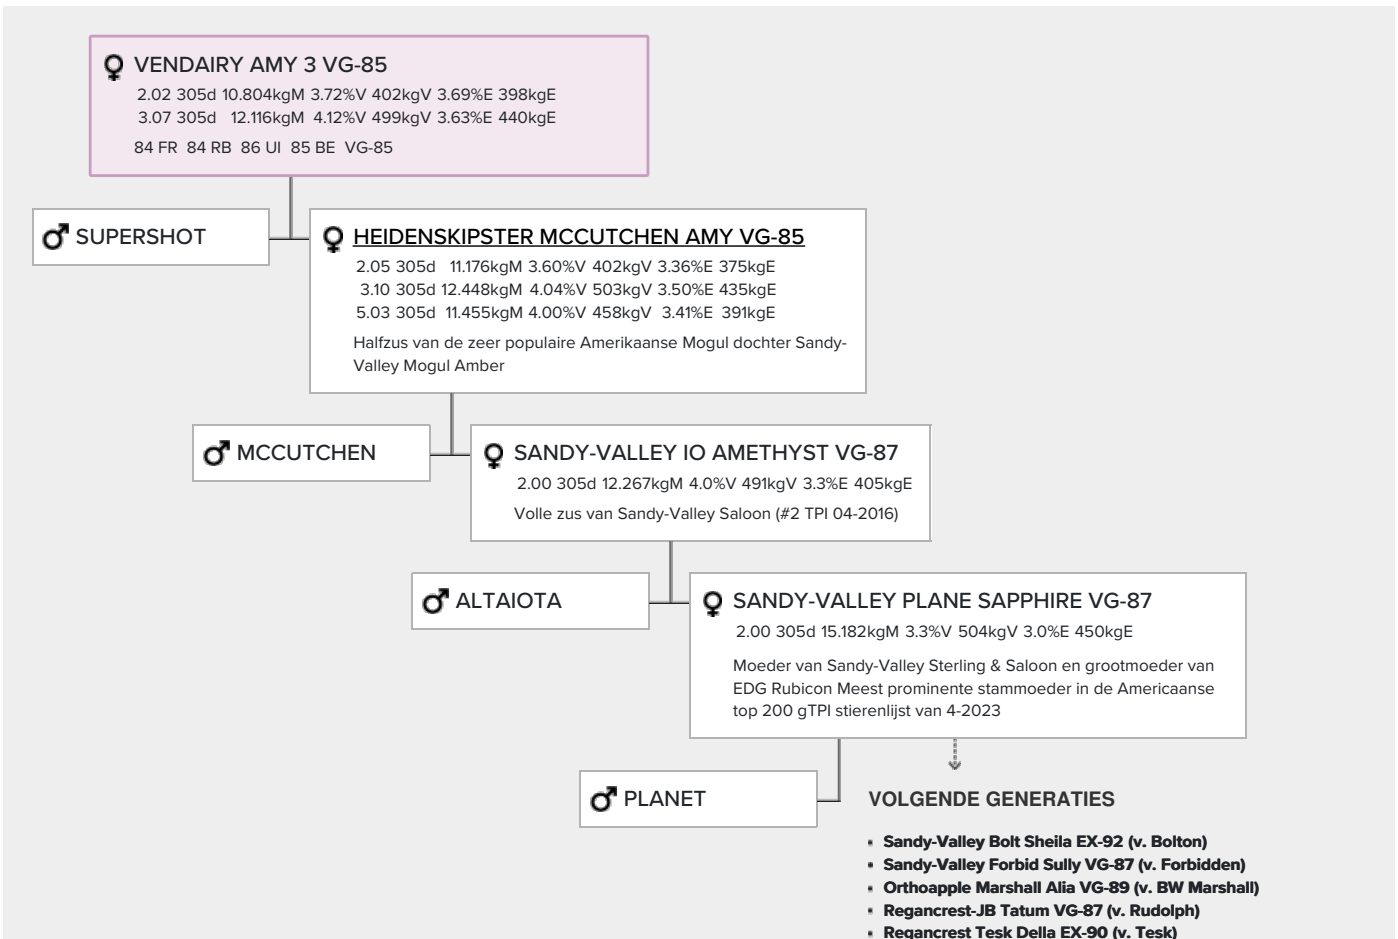 VENDAIRY AMY 3 VG-85
2.02 305d 10.804kgM 3.72%V 402kgV 3.69%E 398kgE
3.07 305d 12.116kgM 4.12%V 499kgV 3.63%E 440kgE
84 FR 84 RB 86 UI 85 BE VG-85
SUPERSHOT
HEIDENSKIPSTER MCCUTCHEN AMY VG-85
2.05 305d 11.176kgM 3.60%V 402kgV 3.36%E 375kgE
3.10 305d 12.448kgM 4.04%V 503kgV 3.50%E 435kgE
5.03 305d 11.455kgM 4.00%V 458kgV 3.41%E 391kgE
Halfzus van de zeer populaire Amerikaanse Mogul dochter Sandy-
Valley Mogul Amber
MCCUTCHEN
SANDY-VALLEY IO AMETHYST VG-87
2.00 305d 12.267kgM 4.0%V 491kgV 3.3%E 405kgE
Volle zus van Sandy-Valley Saloon (#2 TPI 04-2016)
ALTAIOTA
SANDY-VALLEY PLANE SAPPHIRE VG-87
2.00 305d 15.182kgM 3.3%V 504kgV 3.0%E 450kgE
Moeder van Sandy-Valley Sterling & Saloon en grootmoeder van
EDG Rubicon Meest prominente stammoeder in de Americaanse
top 200 gTPI stierenlijst van 4-2023
PLANET
VOLGENDE GENERATIES
Sandy-Valley Bolt Sheila EX-92 (v. Bolton)
Sandy-Valley Forbid Sully VG-87 (v. Forbidden)
Orthoapple Marshall Alia VG-89 (v. BW Marshall)
Regancrest-JB Tatum VG-87 (v. Rudolph)
Regancrest Tesk Della EX-90 (v. Tesk)